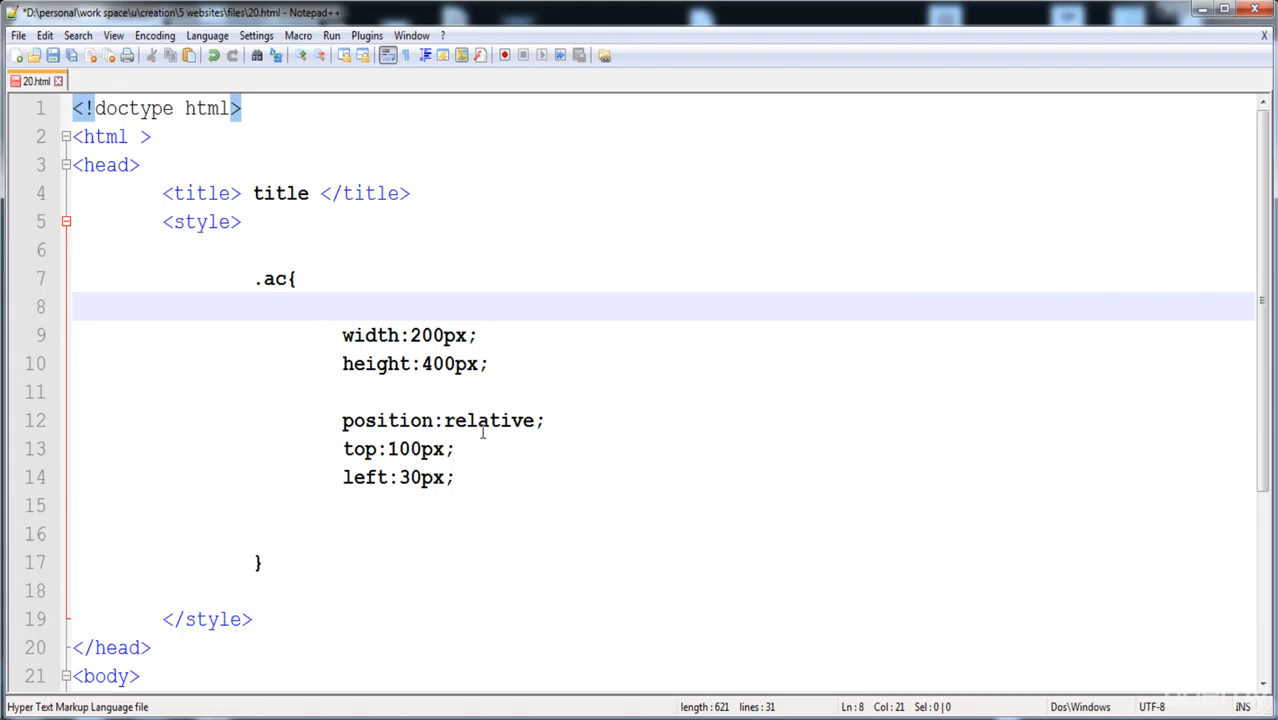 *D:\personal\work space\u\creation\5 websites\files\20.html - Notepad++
File Edit Search View Encoding Language Settings Macro Run Plugins Window ? X
20.html
1 <!doctype html>
2 <html >
3 <head>
4 <title> title </title>
5 <style>
6
7 .ac{
8
9 width:200px;
10 height:400px;
11
12 position:relative;
13 top:100px;
14 left:30px;
15
16
17 }
18
19 </style>
20 </head>
21 <body>
Hyper Text Markup Language file length : 621 lines : 31 Ln : 8 Col : 21 Sel : 0 | 0 Dos\Windows UTF-8 INS